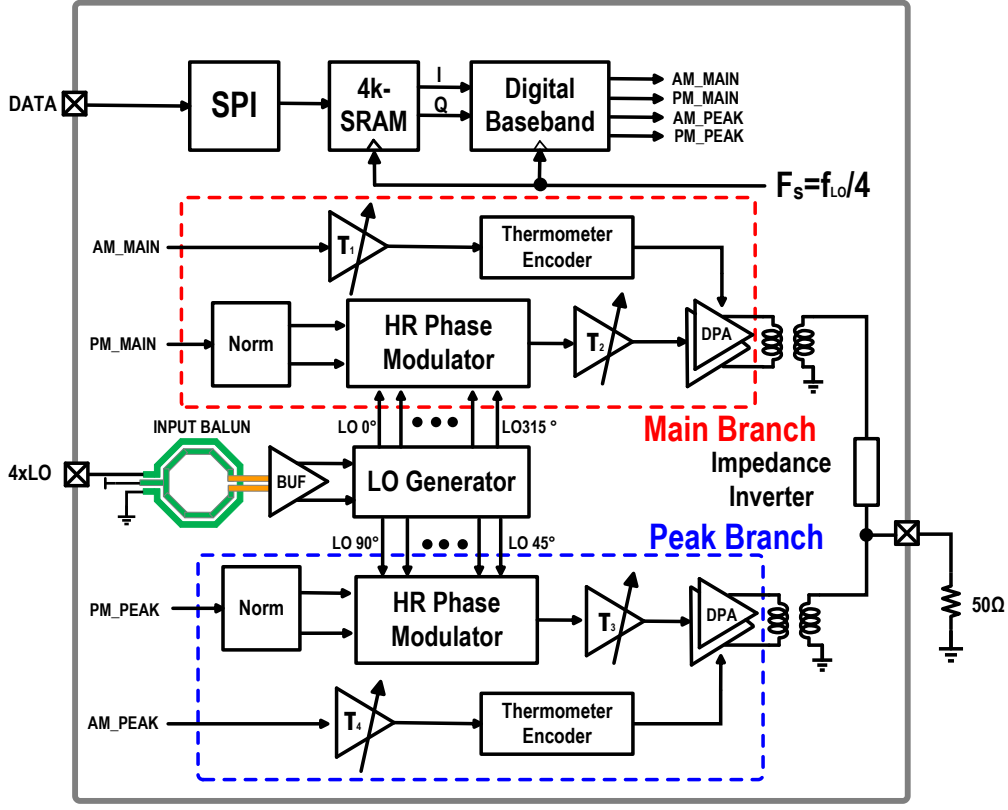 DATA
SPI
4k-
SRAM
I
Q
Digital
Baseband
AM_MAIN
PM_MAIN
AM_PEAK
PM_PEAK
Fs=fLO/4
AM_MAIN
T1
Thermometer
Encoder
PM_MAIN
Norm
HR Phase
Modulator
T2
DPA
LO 0°
LO315 °
Main Branch
INPUT BALUN
4xLO
BUF
LO Generator
Impedance
Inverter
LO 90°
LO 45°
Peak Branch
PM_PEAK
Norm
HR Phase
Modulator
T3
DPA
50Ω
AM_PEAK
T4
Thermometer
Encoder